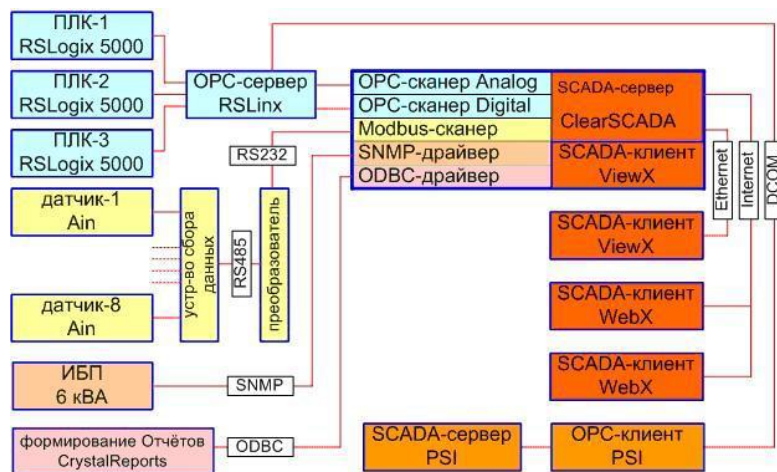 ПЛК-1
RSLogix 5000
ПЛК-2
RSLogix 5000
ПЛК-3
RSLogix 5000
OPC-сервер
RSLinx
OPC-сканер Analog
OPC-сканер Digital
Modbus-сканер
SNMP-драйвер
ODBC-драйвер
SCADA-сервер
ClearSCADA
SCADA-клиент
ViewX
RS232
датчик-1
Ain
датчик-8
Ain
устр-во сбора
данных
RS485
преобразователь
Ethernet
Internet
DCOM
SCADA-клиент
ViewX
SCADA-клиент
WebX
SCADA-клиент
WebX
ИБП
6 кВА
SNMP
формирование Отчётов
CrystalReports
ODBC
SCADA-сервер
PSI
OPC-клиент
PSI